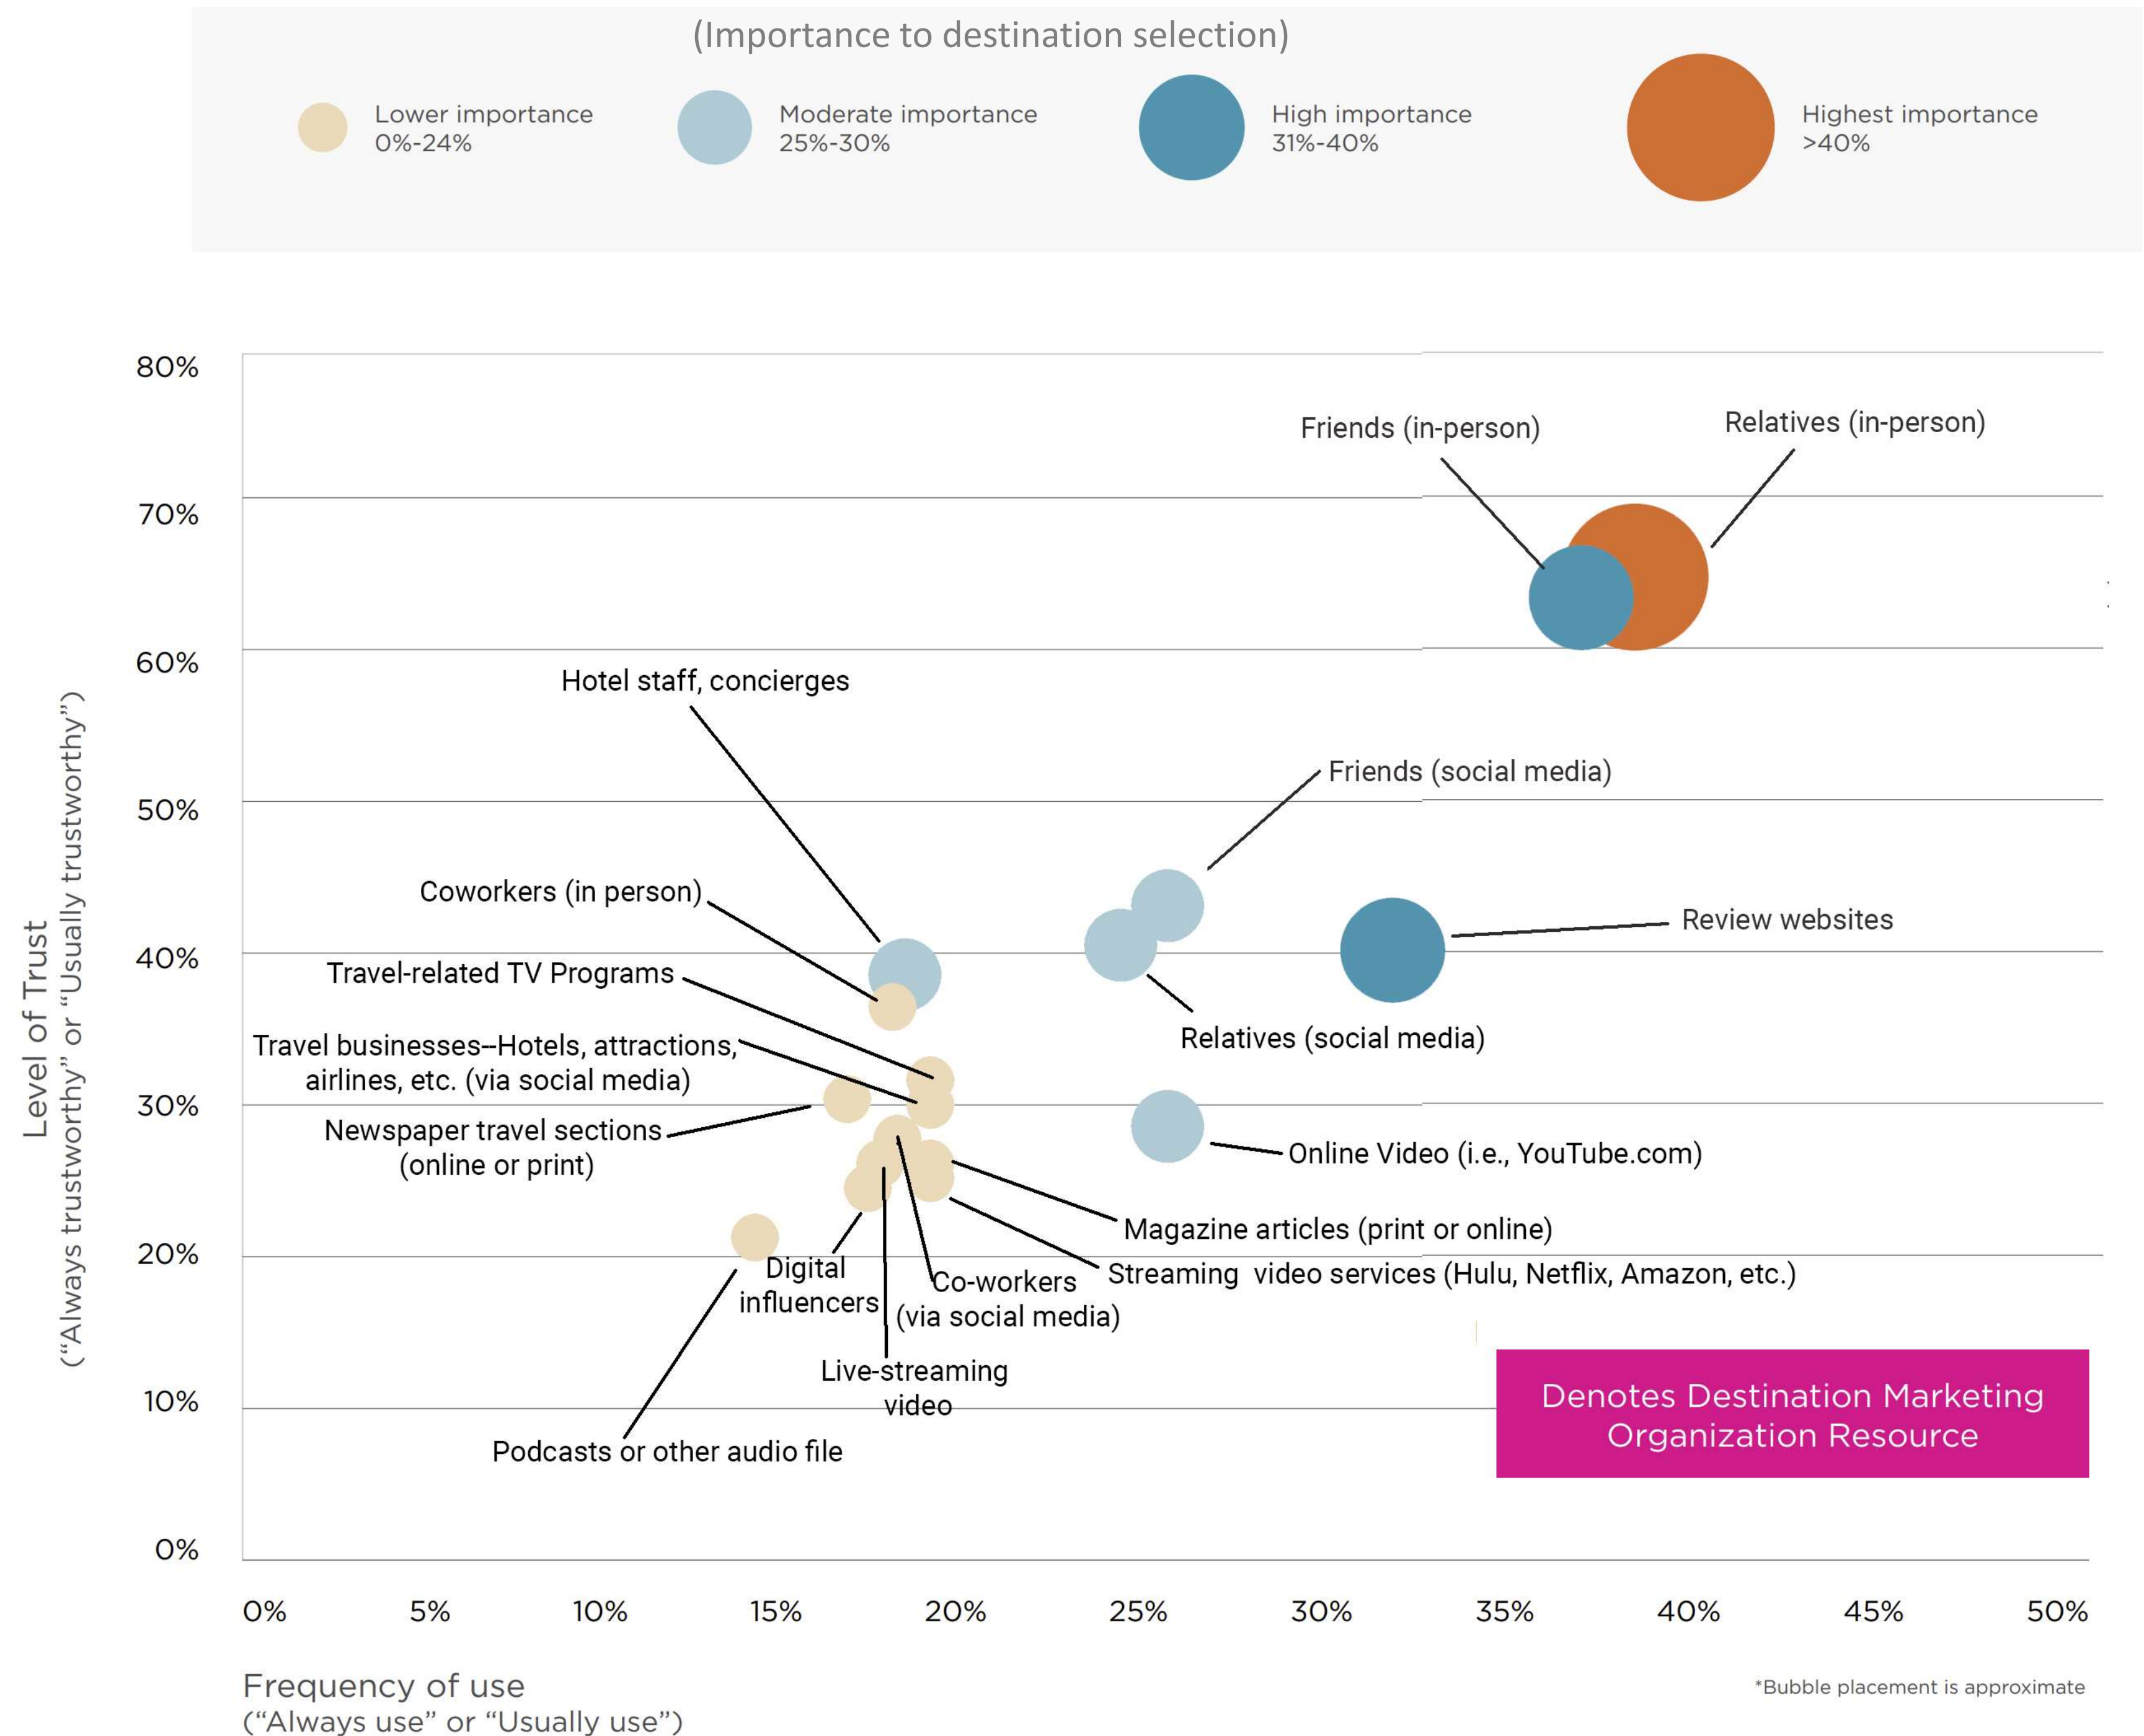 (Importance to destination selection)
Lower importance
0%-24%
Moderate importance
25%-30%
High importance
31%-40%
Highest importance
>40%
Level of Trust
(“Always trustworthy” or “Usually trustworthy”)
80%
70%
60%
50%
40%
30%
20%
10%
0%
Friends (in-person)
Relatives (in-person)
Hotel staff, concierges
Friends (social media)
Coworkers (in person)
Review websites
Travel-related TV Programs
Relatives (social media)
Travel businesses--Hotels, attractions,
airlines, etc. (via social media)
Newspaper travel sections
(online or print)
Online Video (i.e., YouTube.com)
Magazine articles (print or online)
Streaming video services (Hulu, Netflix, Amazon, etc.)
Digital
influencers
Co-workers
(via social media)
Live-streaming
video
Podcasts or other audio file
Denotes Destination Marketing
Organization Resource
0% 5% 10% 15% 20% 25% 30% 35% 40% 45% 50%
Frequency of use
(“Always use” or “Usually use”)
*Bubble placement is approximate